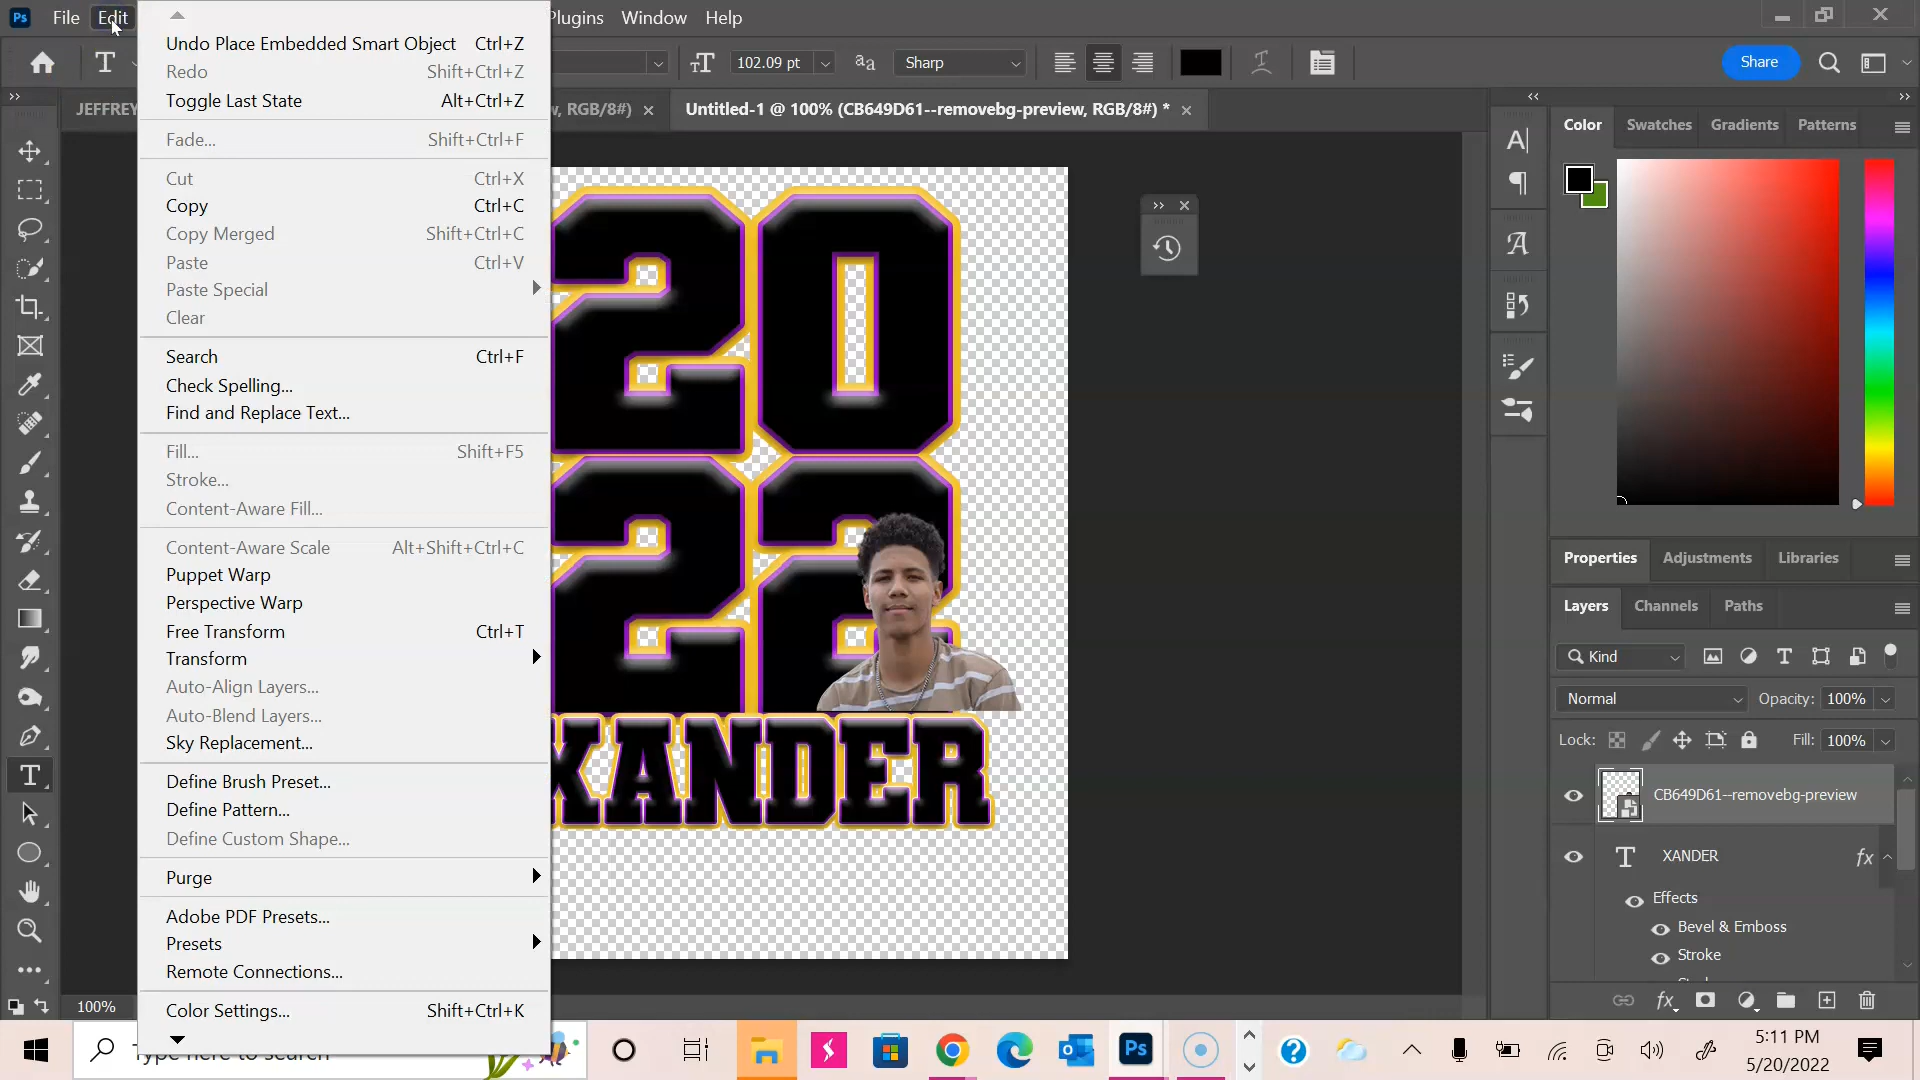 Ps File Edit Plugins Window Help
Undo Place Embedded Smart Object Ctrl+Z
Redo Shift+Ctrl+Z
Toggle Last State Alt+Ctrl+Z
Fade... Shift+Ctrl+F
Cut Ctrl+X
Copy Ctrl+C
Copy Merged Shift+Ctrl+C
Paste Ctrl+V
Paste Special
Clear
Search Ctrl+F
Check Spelling...
Find and Replace Text...
Fill... Shift+F5
Stroke...
Content-Aware Fill...
Content-Aware Scale Alt+Shift+Ctrl+C
Puppet Warp
Perspective Warp
Free Transform Ctrl+T
Transform
Auto-Align Layers...
Auto-Blend Layers...
Sky Replacement...
Define Brush Preset...
Define Pattern...
Define Custom Shape...
Purge
Adobe PDF Presets...
Presets
Remote Connections...
Color Settings... Shift+Ctrl+K
102.09 pt Sharp Share
JEFFREY
RGB/8#)
Untitled-1 @ 100% (CB649D61--removebg-preview, RGB/8#) *
20
22
XANDER
100%
Color Swatches Gradients Patterns
Properties Adjustments Libraries
Layers Channels Paths
Kind
Normal Opacity: 100%
Lock: Fill: 100%
CB649D61--removebg-preview
T XANDER fx
Effects
Bevel & Emboss
Stroke
Type here to search
Ps
5:11 PM
5/20/2022